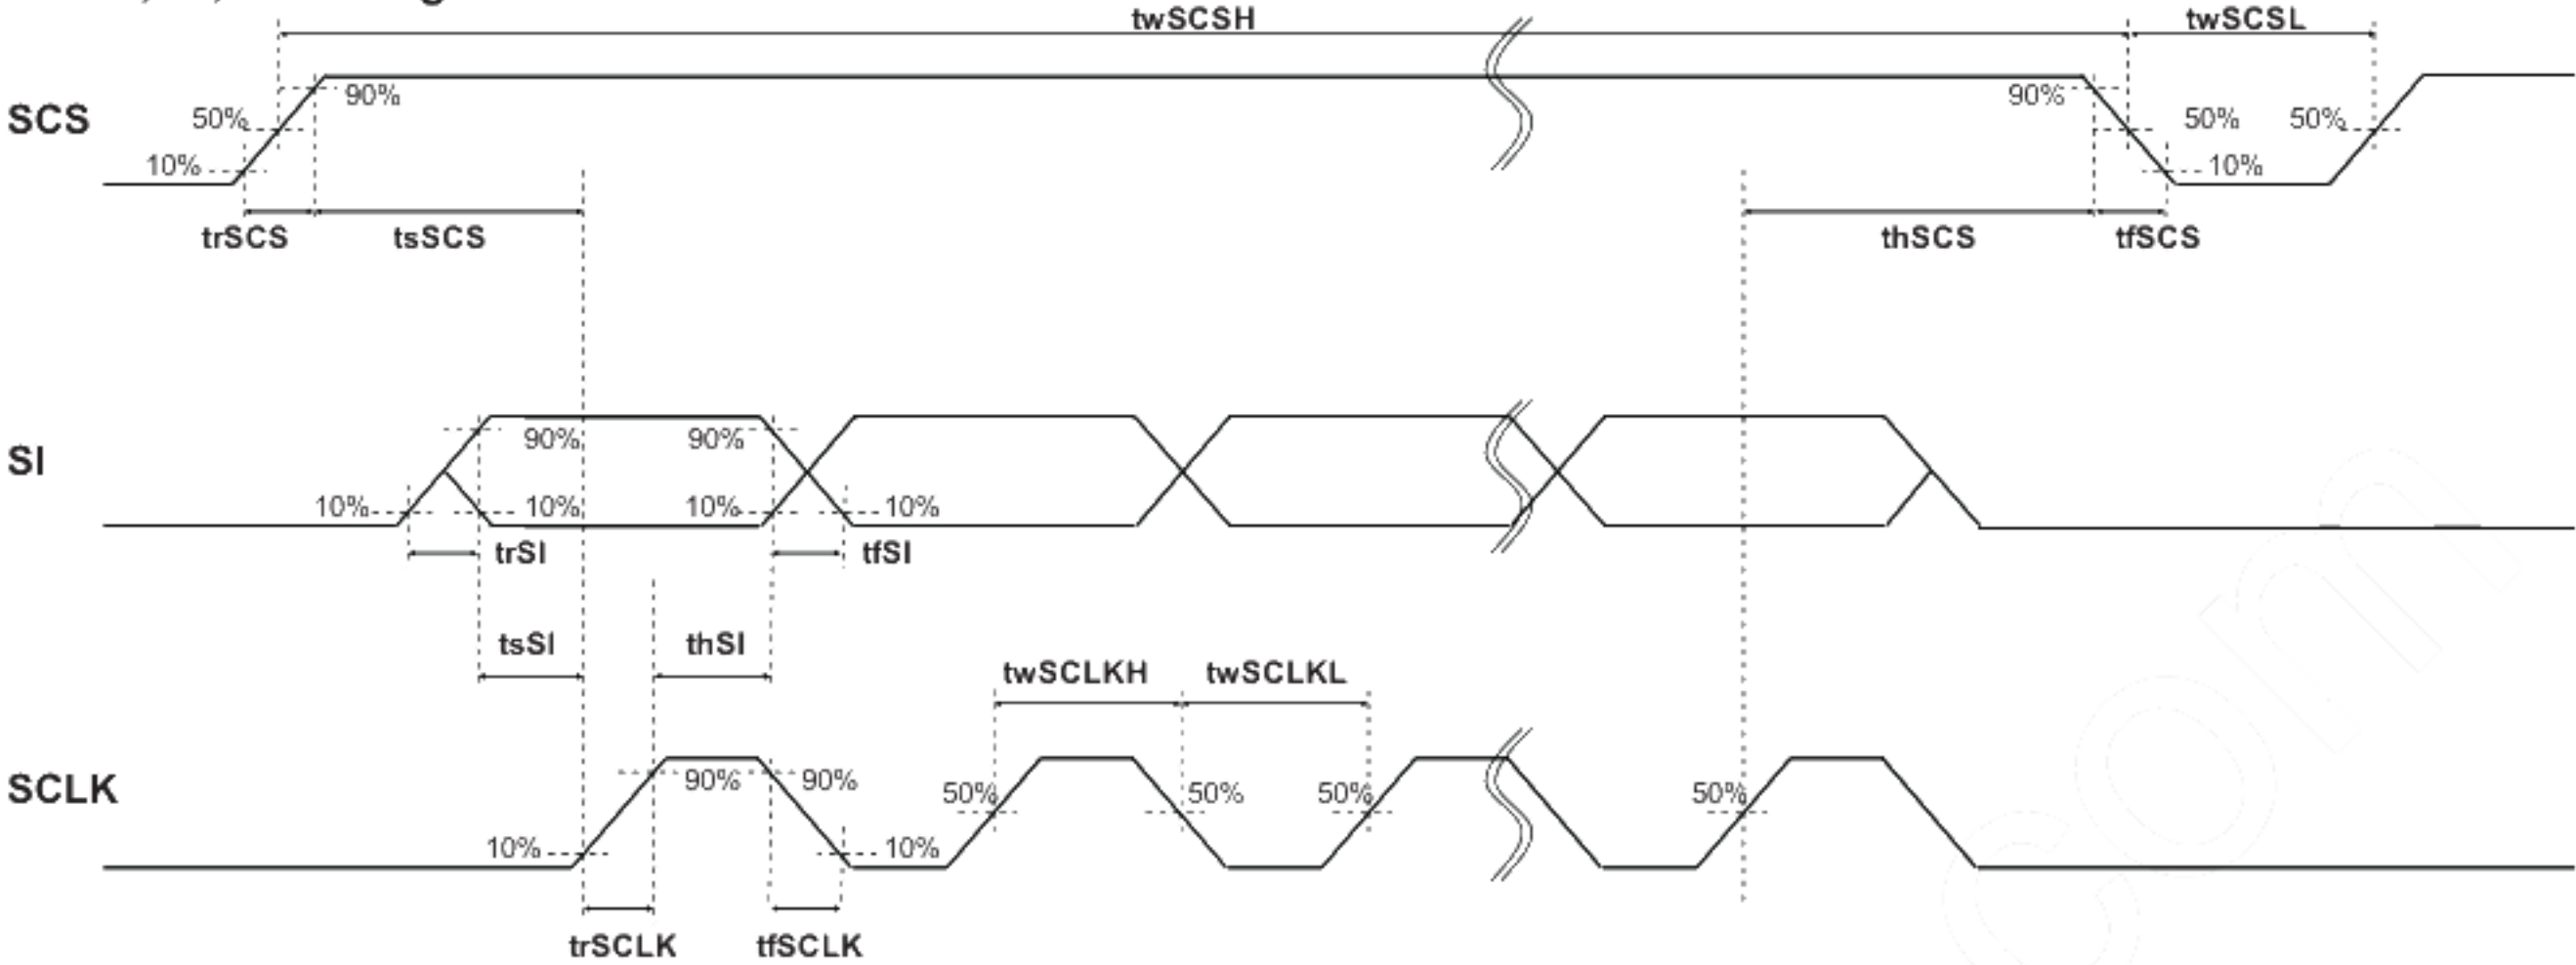 twSCSH twSCSL
SCS 50% 90% 90% 50% 50%
10% 10%
trSCS tsSCS thSCS tfSCS
SI 90% 90%
10% 10% 10% 10%
trSI tfSI
tsSI thSI
twSCLKH twSCLKL
SCLK 90% 90% 50% 50% 50% 50%
10% 10%
trSCLK tfSCLK
com